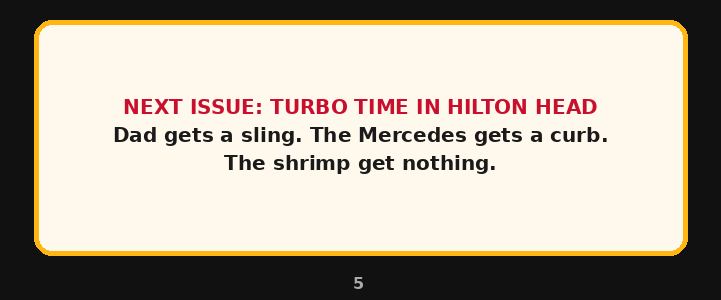 NEXT ISSUE: TURBO TIME IN HILTON HEAD
Dad gets a sling. The Mercedes gets a curb.
The shrimp get nothing.
5